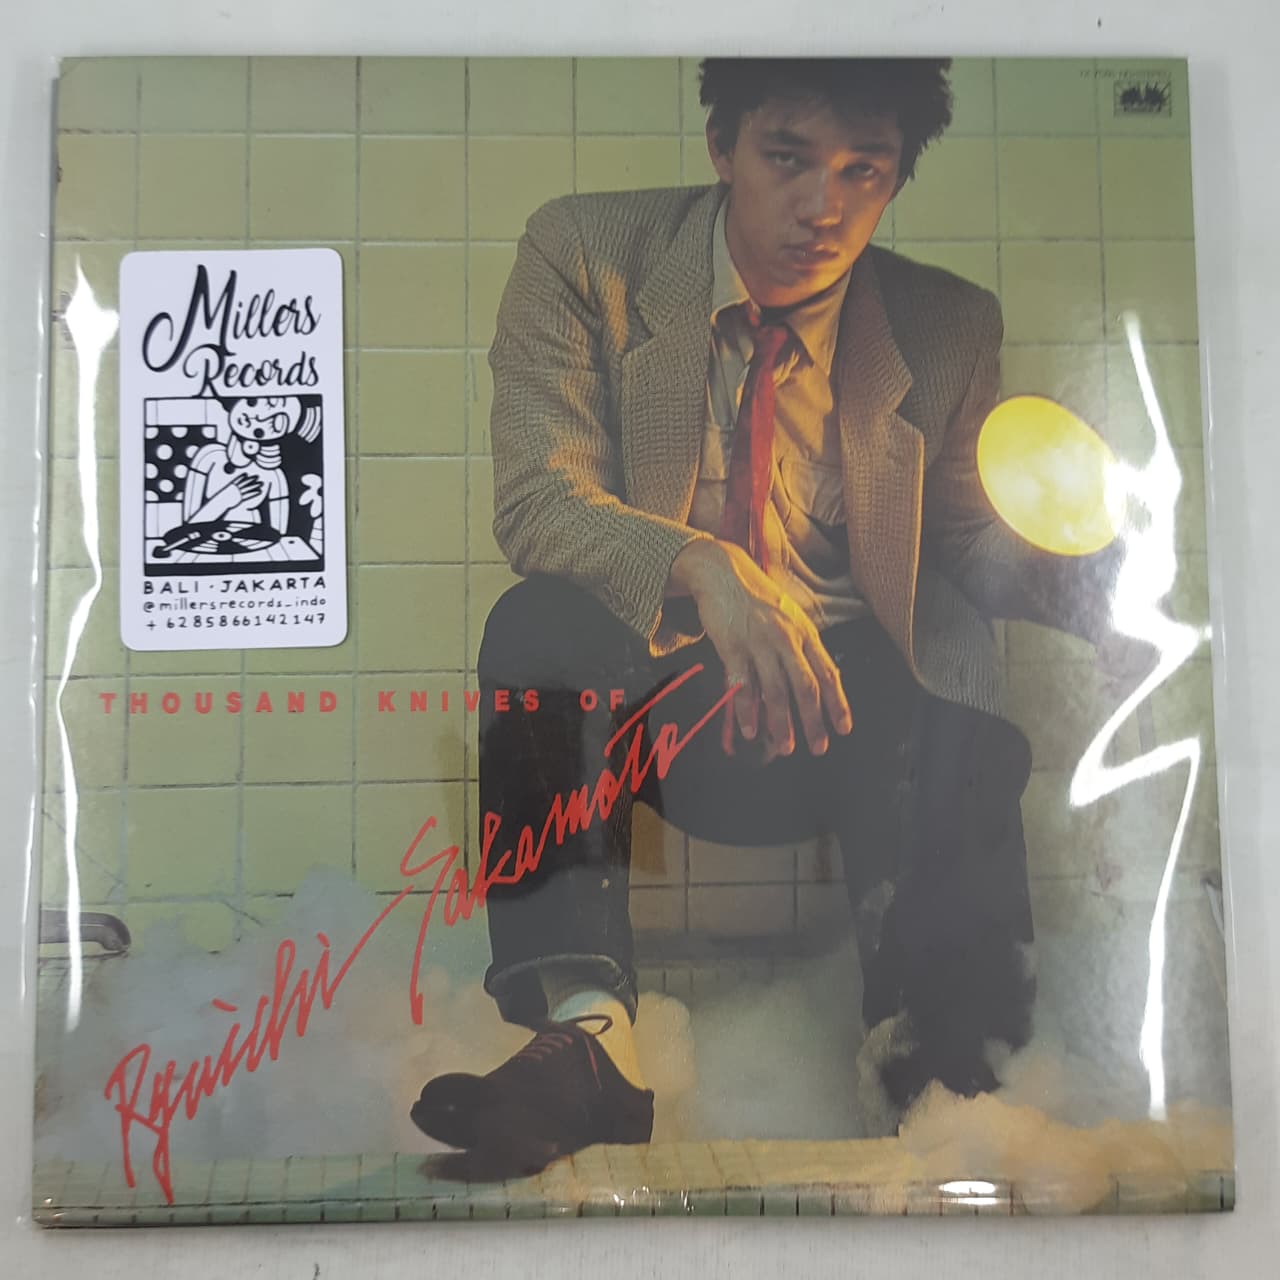 Millers
Records
BALI · JAKARTA
@millersrecords_indo
+ 6285866142147
THOUSAND KNIVES OF
Ryuichi Sakamoto